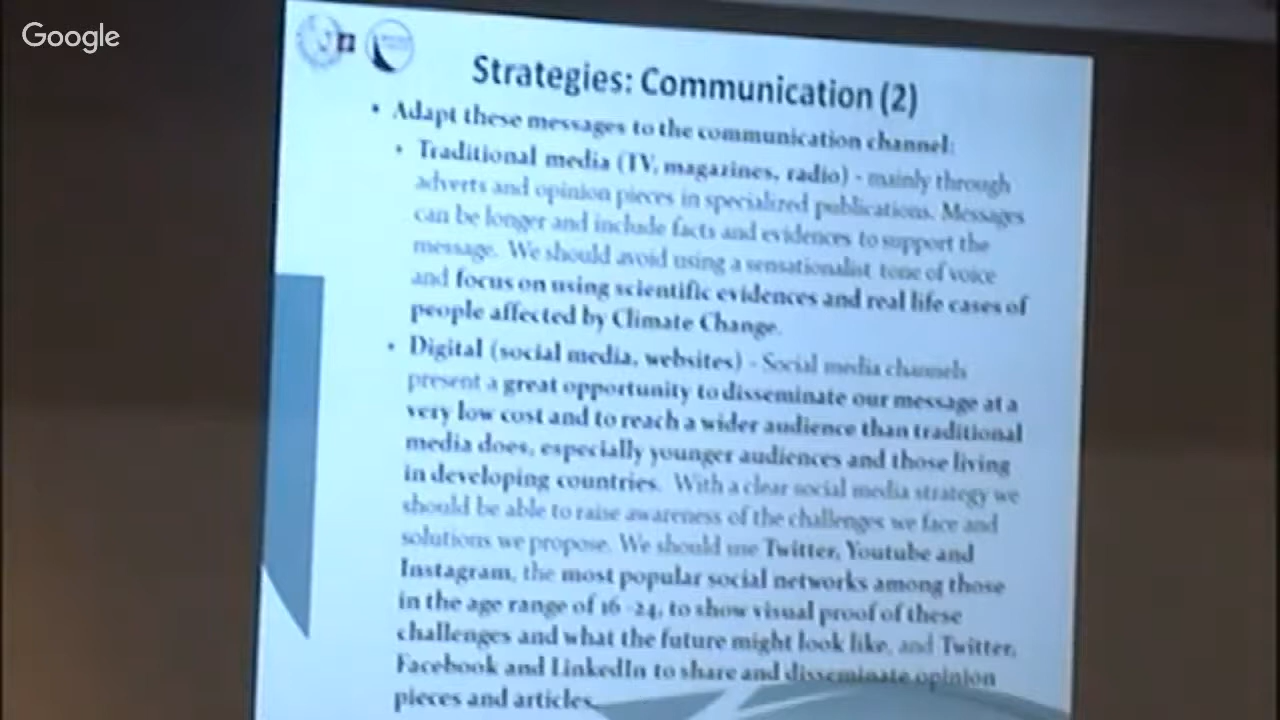 Google
Strategies: Communication (2)
• Adapt these messages to the communication channel:
• Traditional media (TV, magazines, radio) - mainly through
adverts and opinion pieces in specialized publications. Messages
can be longer and include facts and evidences to support the
message. We should avoid using a sensationalist tone of voice
and focus on using scientific evidences and real life cases of
people affected by Climate Change.
• Digital (social media, websites) - Social media channels
present a great opportunity to disseminate our message at a
very low cost and to reach a wider audience than traditional
media does, especially younger audiences and those living
in developing countries. With a clear social media strategy we
should be able to raise awareness of the challenges we face and
solutions we propose. We should use Twitter, Youtube and
Instagram, the most popular social networks among those
in the age range of 16 -24, to show visual proof of these
challenges and what the future might look like, and Twitter,
Facebook and LinkedIn to share and disseminate opinion
pieces and articles.